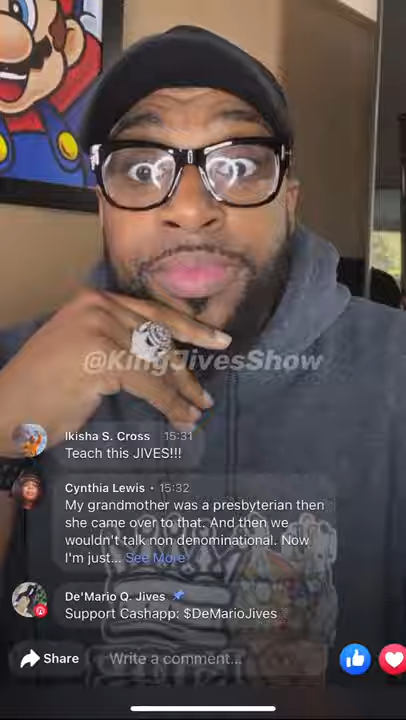 @KingJivesShow
Ikisha S. Cross 15:31
Teach this JIVES!!!
Cynthia Lewis • 15:32
My grandmother was a presbyterian then
she came over to that. And then we
wouldn't talk non denominational. Now
I'm just... See More
De'Mario Q. Jives
Support Cashapp: $DeMarioJives
Share
Write a comment...